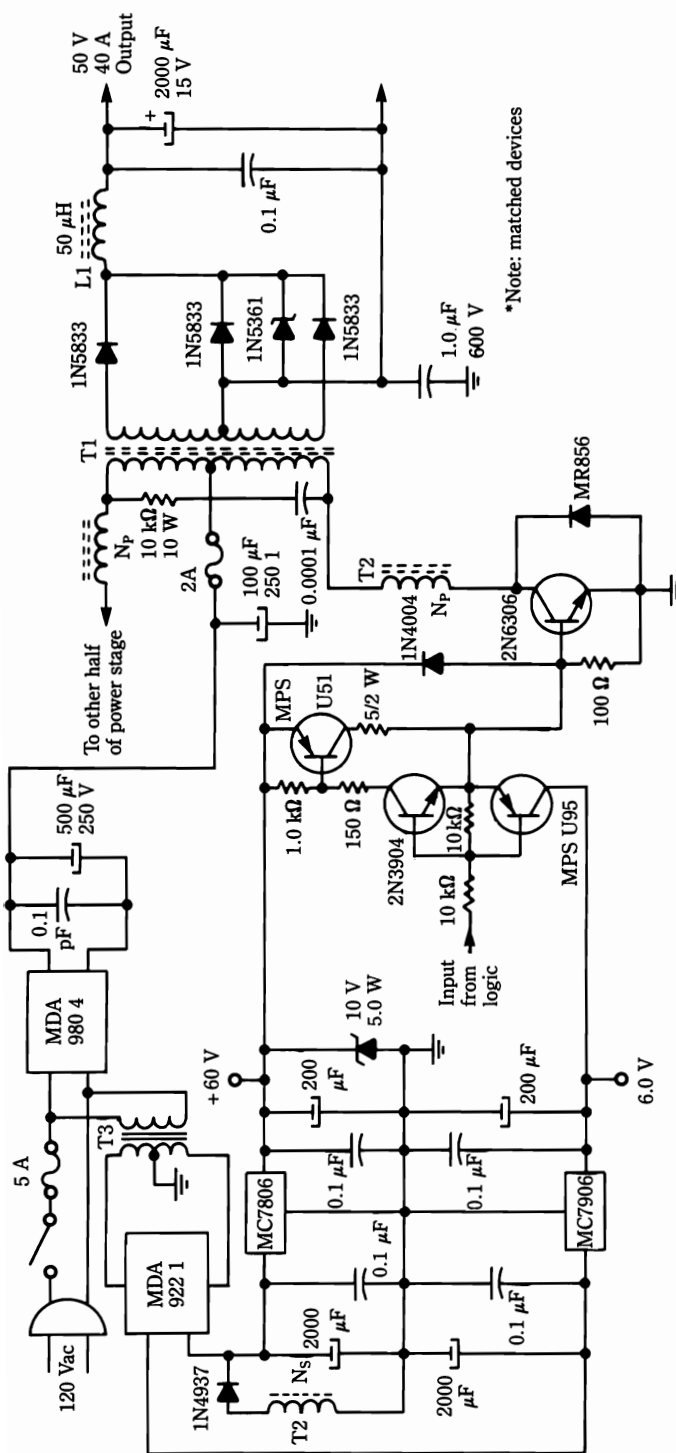 120 Vac
5 A
T3
MDA
980 4
0.1
pF
500 μF
250 V
MDA
922 1
1N4937
T2
NS
2000
μF
2000
μF
0.1 μF
0.1 μF
MC7806
MC7906
0.1 μF
0.1 μF
+60 V
200
μF
200 μF
6.0 V
10 V
5.0 W
Input
from
logic
10 kΩ
10kΩ
2N3904
150 Ω
1.0 kΩ
MPS
U51
5/2 W
MPS U95
1N4004
100 Ω
2N6306
MR856
T2
NP
To other half
of power stage
NP
10 kΩ
10 W
2A
100 μF
250 1
0.0001 μF
T1
1N5833
1N5833
1N5361
1N5833
1.0 μF
600 V
L1
50 μH
0.1 μF
50 V
40 A
Output
2000 μF
15 V
+
*Note: matched devices